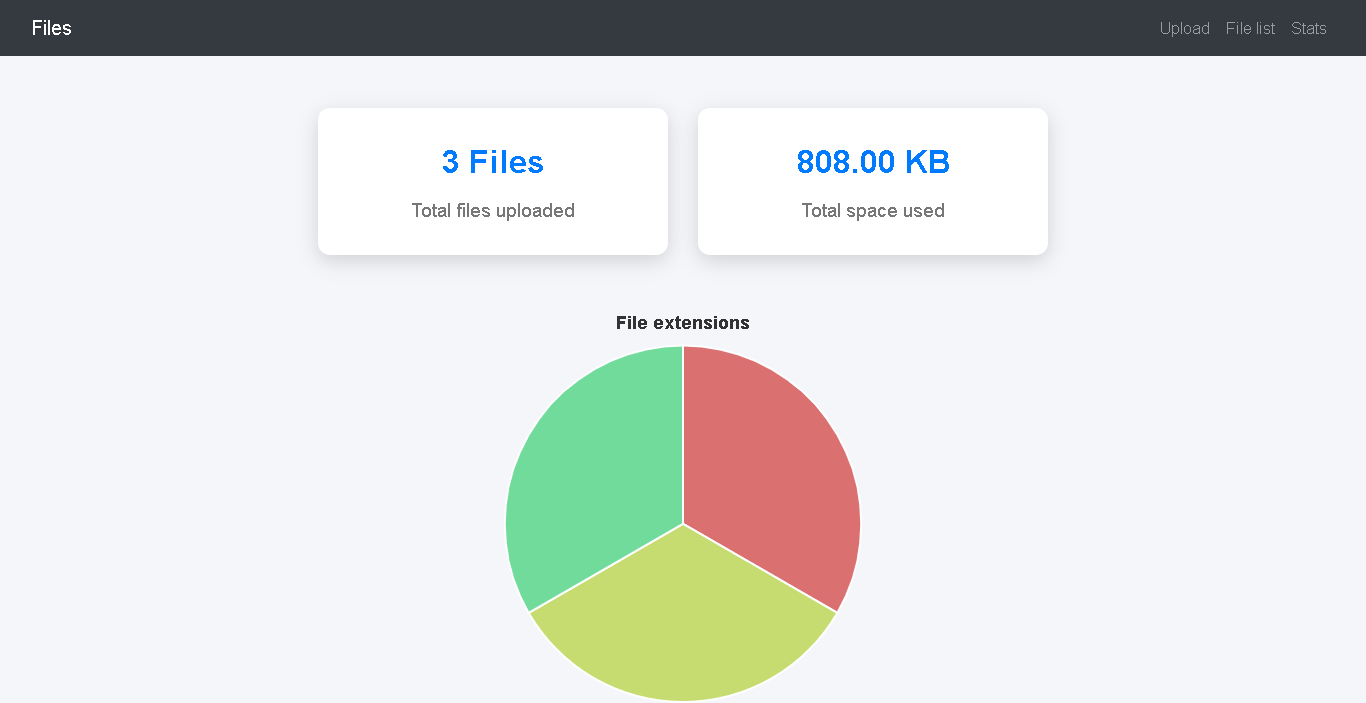 Files
Upload File list Stats
3 Files
Total files uploaded
808.00 KB
Total space used
File extensions